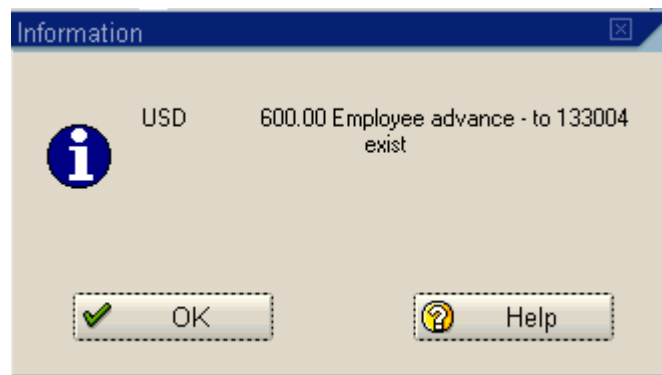 Information
USD 600.00 Employee advance - to 133004
exist
OK Help